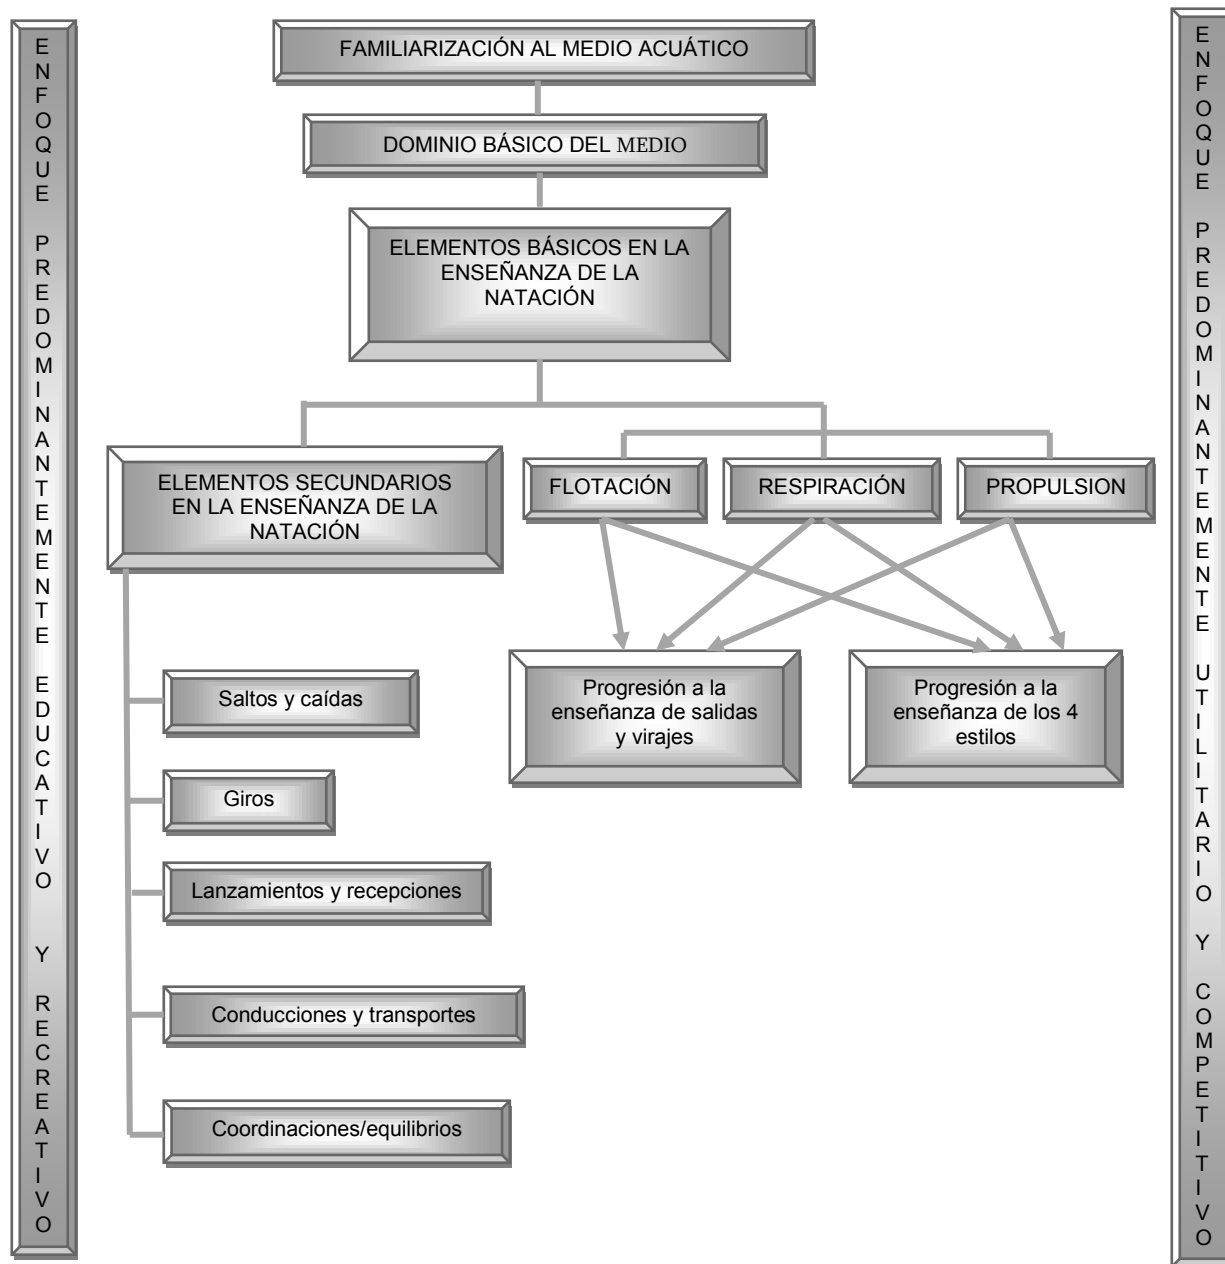 ENFOQUE PREDOMINANTEMENTE EDUCATIVO Y RECREATIVO
FAMILIARIZACIÓN AL MEDIO ACUÁTICO
DOMINIO BÁSICO DEL MEDIO
ELEMENTOS BÁSICOS EN LA
ENSEÑANZA DE LA
NATACIÓN
ELEMENTOS SECUNDARIOS
EN LA ENSEÑANZA DE LA
NATACIÓN
FLOTACIÓN
RESPIRACIÓN
PROPULSION
Saltos y caídas
Giros
Lanzamientos y recepciones
Conducciones y transportes
Coordinaciones/equilibrios
Progresión a la
enseñanza de salidas
y virajes
Progresión a la
enseñanza de los 4
estilos
ENFOQUE PREDOMINANTEMENTE UTILITARIO Y COMPETITIVO